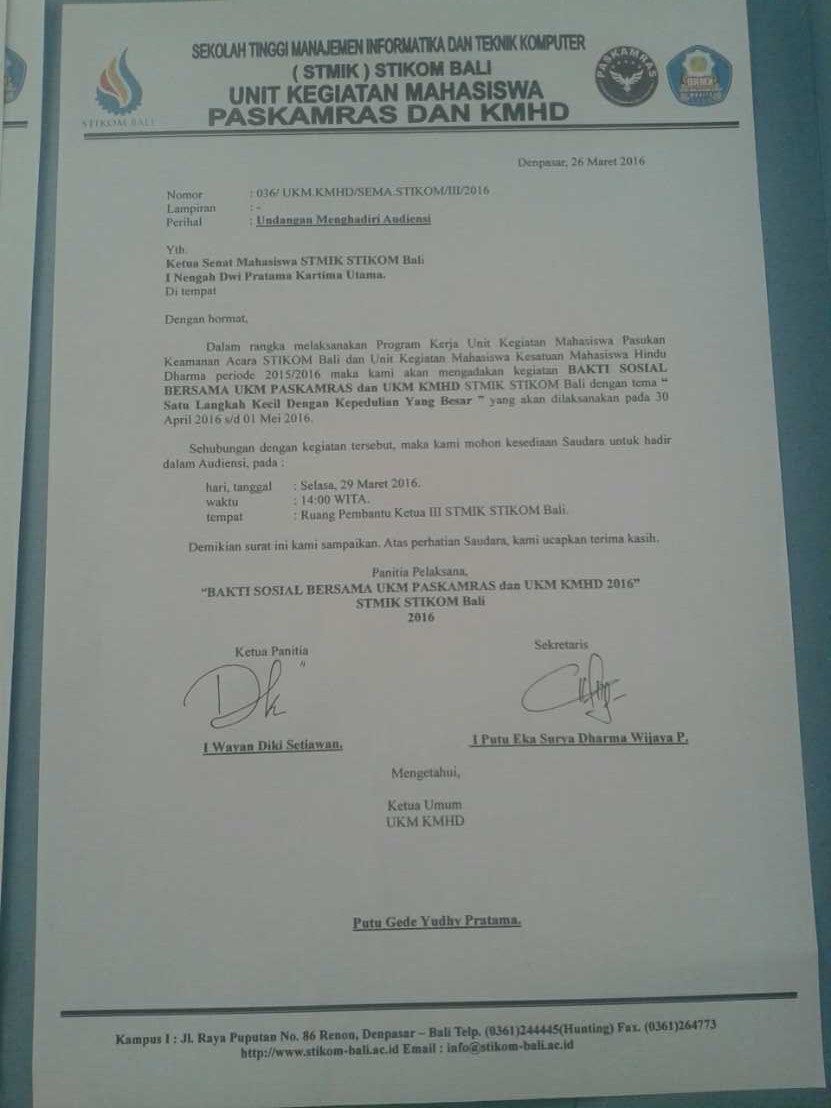 SEKOLAH TINGGI MANAJEMEN INFORMATIKA DAN TEKNIK KOMPUTER
( STMIK ) STIKOM BALI
UNIT KEGIATAN MAHASISWA
PASKAMRAS DAN KMHD
STIKOM BALI
PASKAMRAS
Denpasar, 26 Maret 2016
Nomor : 036/ UKM.KMHD/SEMA.STIKOM/III/2016
Lampiran : -
Perihal : Undangan Menghadiri Audiensi
Yth.
Ketua Senat Mahasiswa STMIK STIKOM Bali
I Nengah Dwi Pratama Kartima Utama.
Di tempat
Dengan hormat,
Dalam rangka melaksanakan Program Kerja Unit Kegiatan Mahasiswa Pasukan
Keamanan Acara STIKOM Bali dan Unit Kegiatan Mahasiswa Kesatuan Mahasiswa Hindu
Dharma periode 2015/2016 maka kami akan mengadakan kegiatan BAKTI SOSIAL
BERSAMA UKM PASKAMRAS dan UKM KMHD STMIK STIKOM Bali dengan tema “
Satu Langkah Kecil Dengan Kepedulian Yang Besar ” yang akan dilaksanakan pada 30
April 2016 s/d 01 Mei 2016.
Sehubungan dengan kegiatan tersebut, maka kami mohon kesediaan Saudara untuk hadir
dalam Audiensi, pada :
hari, tanggal : Selasa, 29 Maret 2016.
waktu : 14:00 WITA.
tempat : Ruang Pembantu Ketua III STMIK STIKOM Bali.
Demikian surat ini kami sampaikan. Atas perhatian Saudara, kami ucapkan terima kasih.
Panitia Pelaksana,
“BAKTI SOSIAL BERSAMA UKM PASKAMRAS dan UKM KMHD 2016”
STMIK STIKOM Bali
2016
Ketua Panitia
Sekretaris
I Wayan Diki Setiawan.
I Putu Eka Surya Dharma Wijaya P.
Mengetahui,
Ketua Umum
UKM KMHD
Putu Gede Yudhy Pratama.
Kampus I : Jl. Raya Puputan No. 86 Renon, Denpasar – Bali Telp. (0361)244445(Hunting) Fax. (0361)264773
http://www.stikom-bali.ac.id Email : info@stikom-bali.ac.id